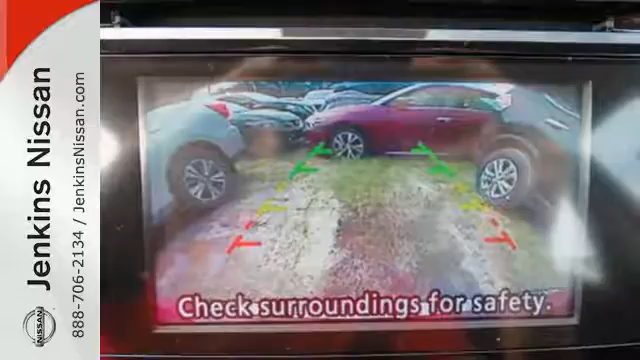 Jenkins Nissan
888-706-2134 / JenkinsNissan.com
NISSAN
Check surroundings for safety.